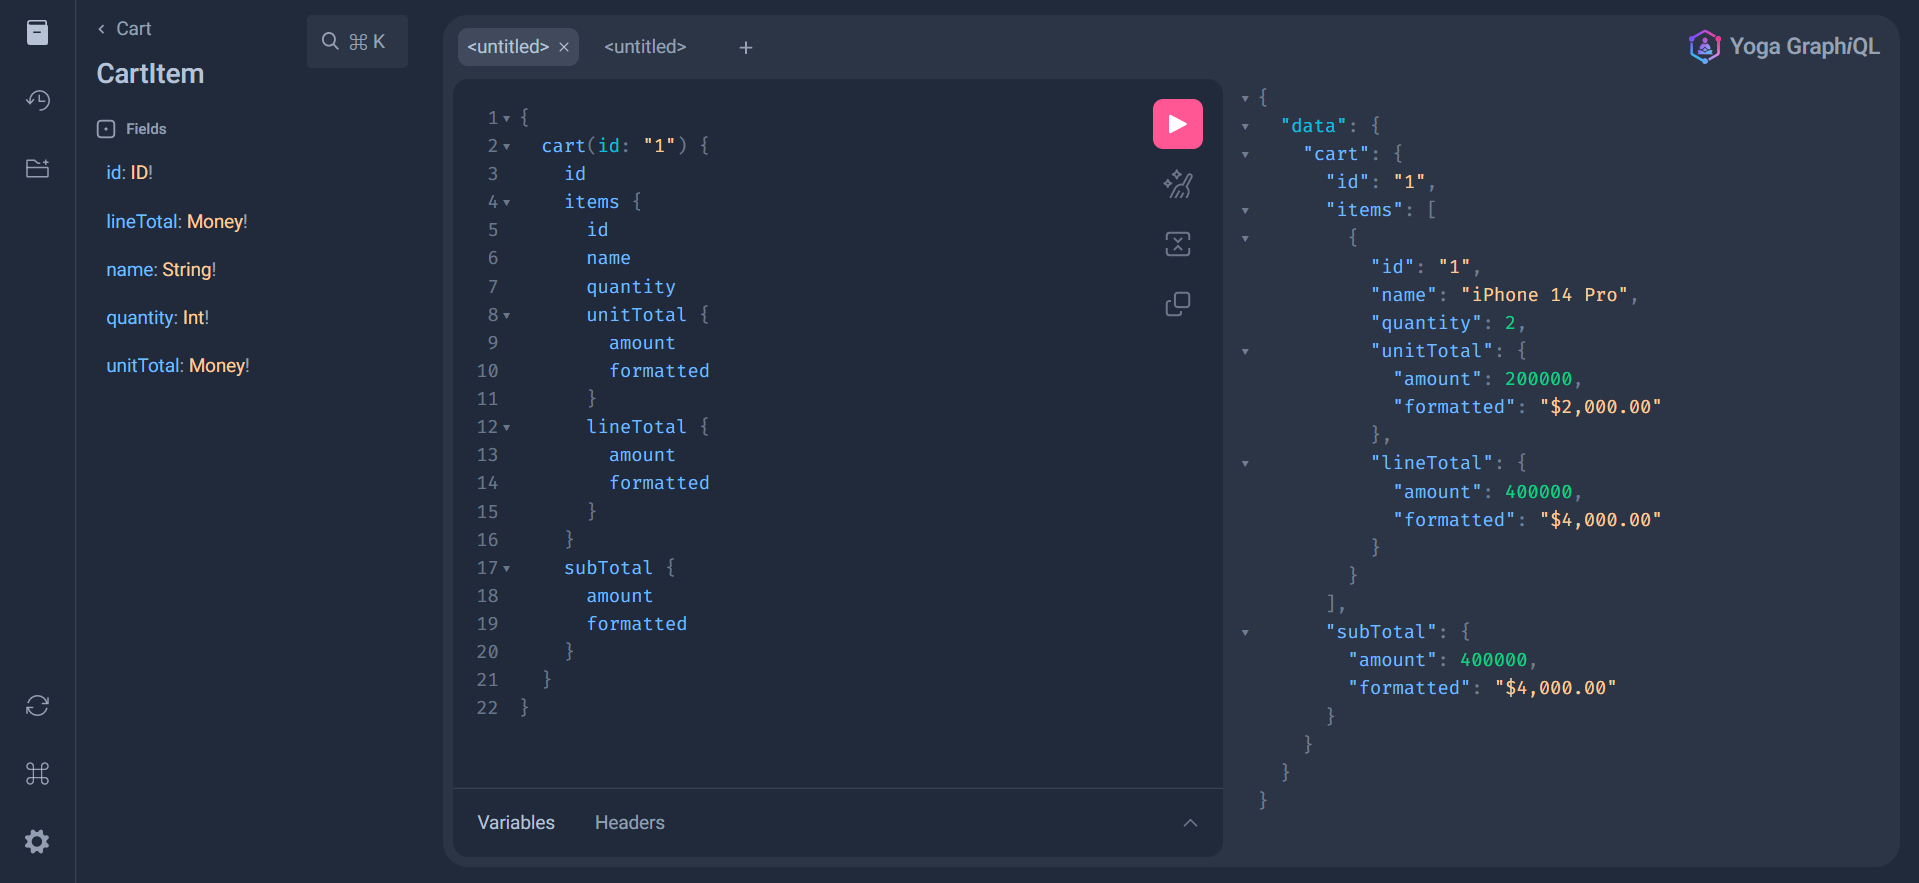 Cart
⌘ K
CartItem
Fields
id: ID!
lineTotal: Money!
name: String!
quantity: Int!
unitTotal: Money!
<untitled>
<untitled>
Yoga GraphiQL
1 {
2 cart(id: "1") {
3 id
4 items {
5 id
6 name
7 quantity
8 unitTotal {
9 amount
10 formatted
11 }
12 lineTotal {
13 amount
14 formatted
15 }
16 }
17 subTotal {
18 amount
19 formatted
20 }
21 }
22 }
Variables
Headers
{
"data": {
"cart": {
"id": "1",
"items": [
{
"id": "1",
"name": "iPhone 14 Pro",
"quantity": 2,
"unitTotal": {
"amount": 200000,
"formatted": "$2,000.00"
},
"lineTotal": {
"amount": 400000,
"formatted": "$4,000.00"
}
}
],
"subTotal": {
"amount": 400000,
"formatted": "$4,000.00"
}
}
}
}